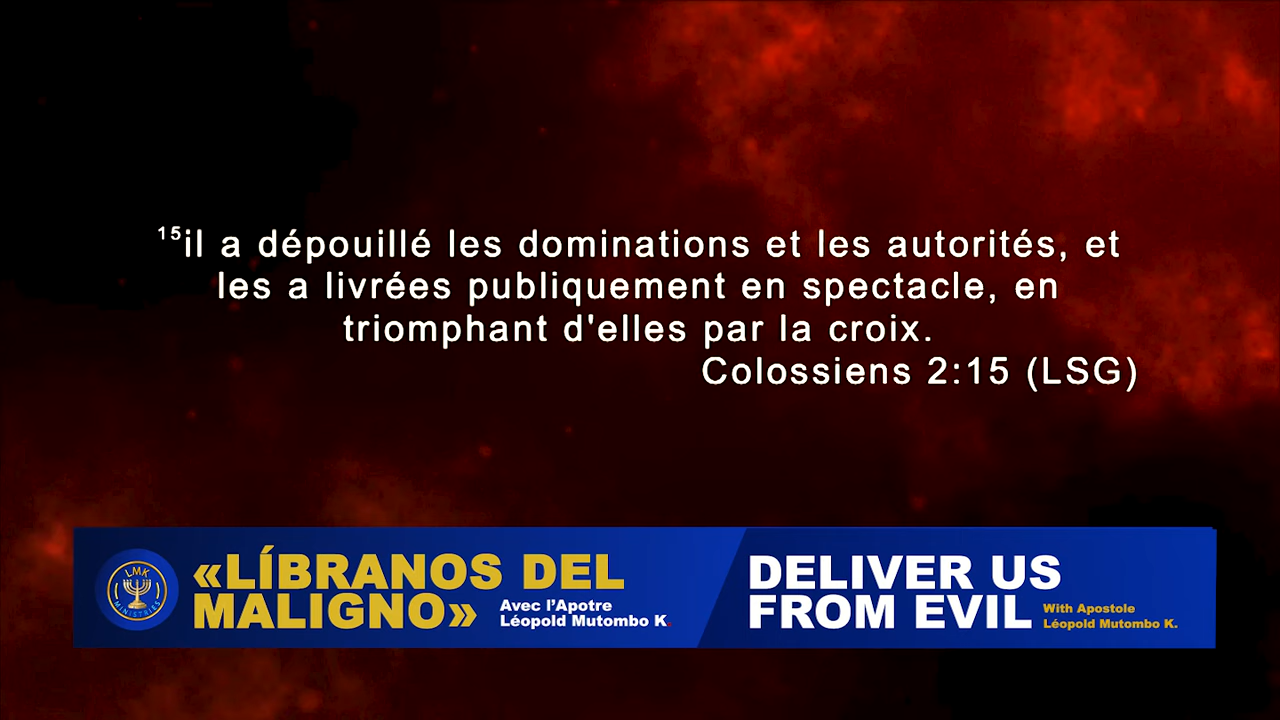 ¹⁵il a dépouillé les dominations et les autorités, et
les a livrées publiquement en spectacle, en
triomphant d'elles par la croix.
Colossiens 2:15 (LSG)
LMK
MINISTRIES
«LÍBRANOS DEL
MALIGNO»
Avec l’Apotre
Léopold Mutombo K.
DELIVER US
FROM EVIL
With Apostole
Léopold Mutombo K.